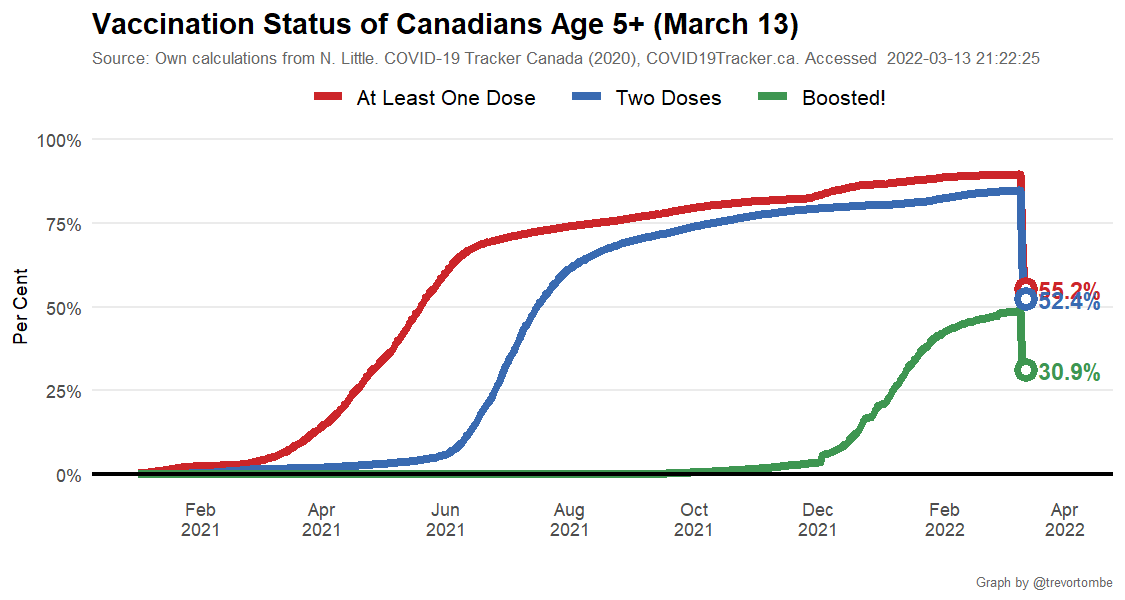 Vaccination Status of Canadians Age 5+ (March 13)
Source: Own calculations from N. Little. COVID-19 Tracker Canada (2020), COVID19Tracker.ca. Accessed  2022-03-13 21:22:25
At Least One Dose Two Doses Boosted!
100%
75%
55.2%
52.4%
50%
30.9%
25%
0%
Per Cent
Feb Apr Jun Aug Oct Dec Feb Apr
2021 2021 2021 2021 2021 2021 2022 2022
Graph by @trevortombe